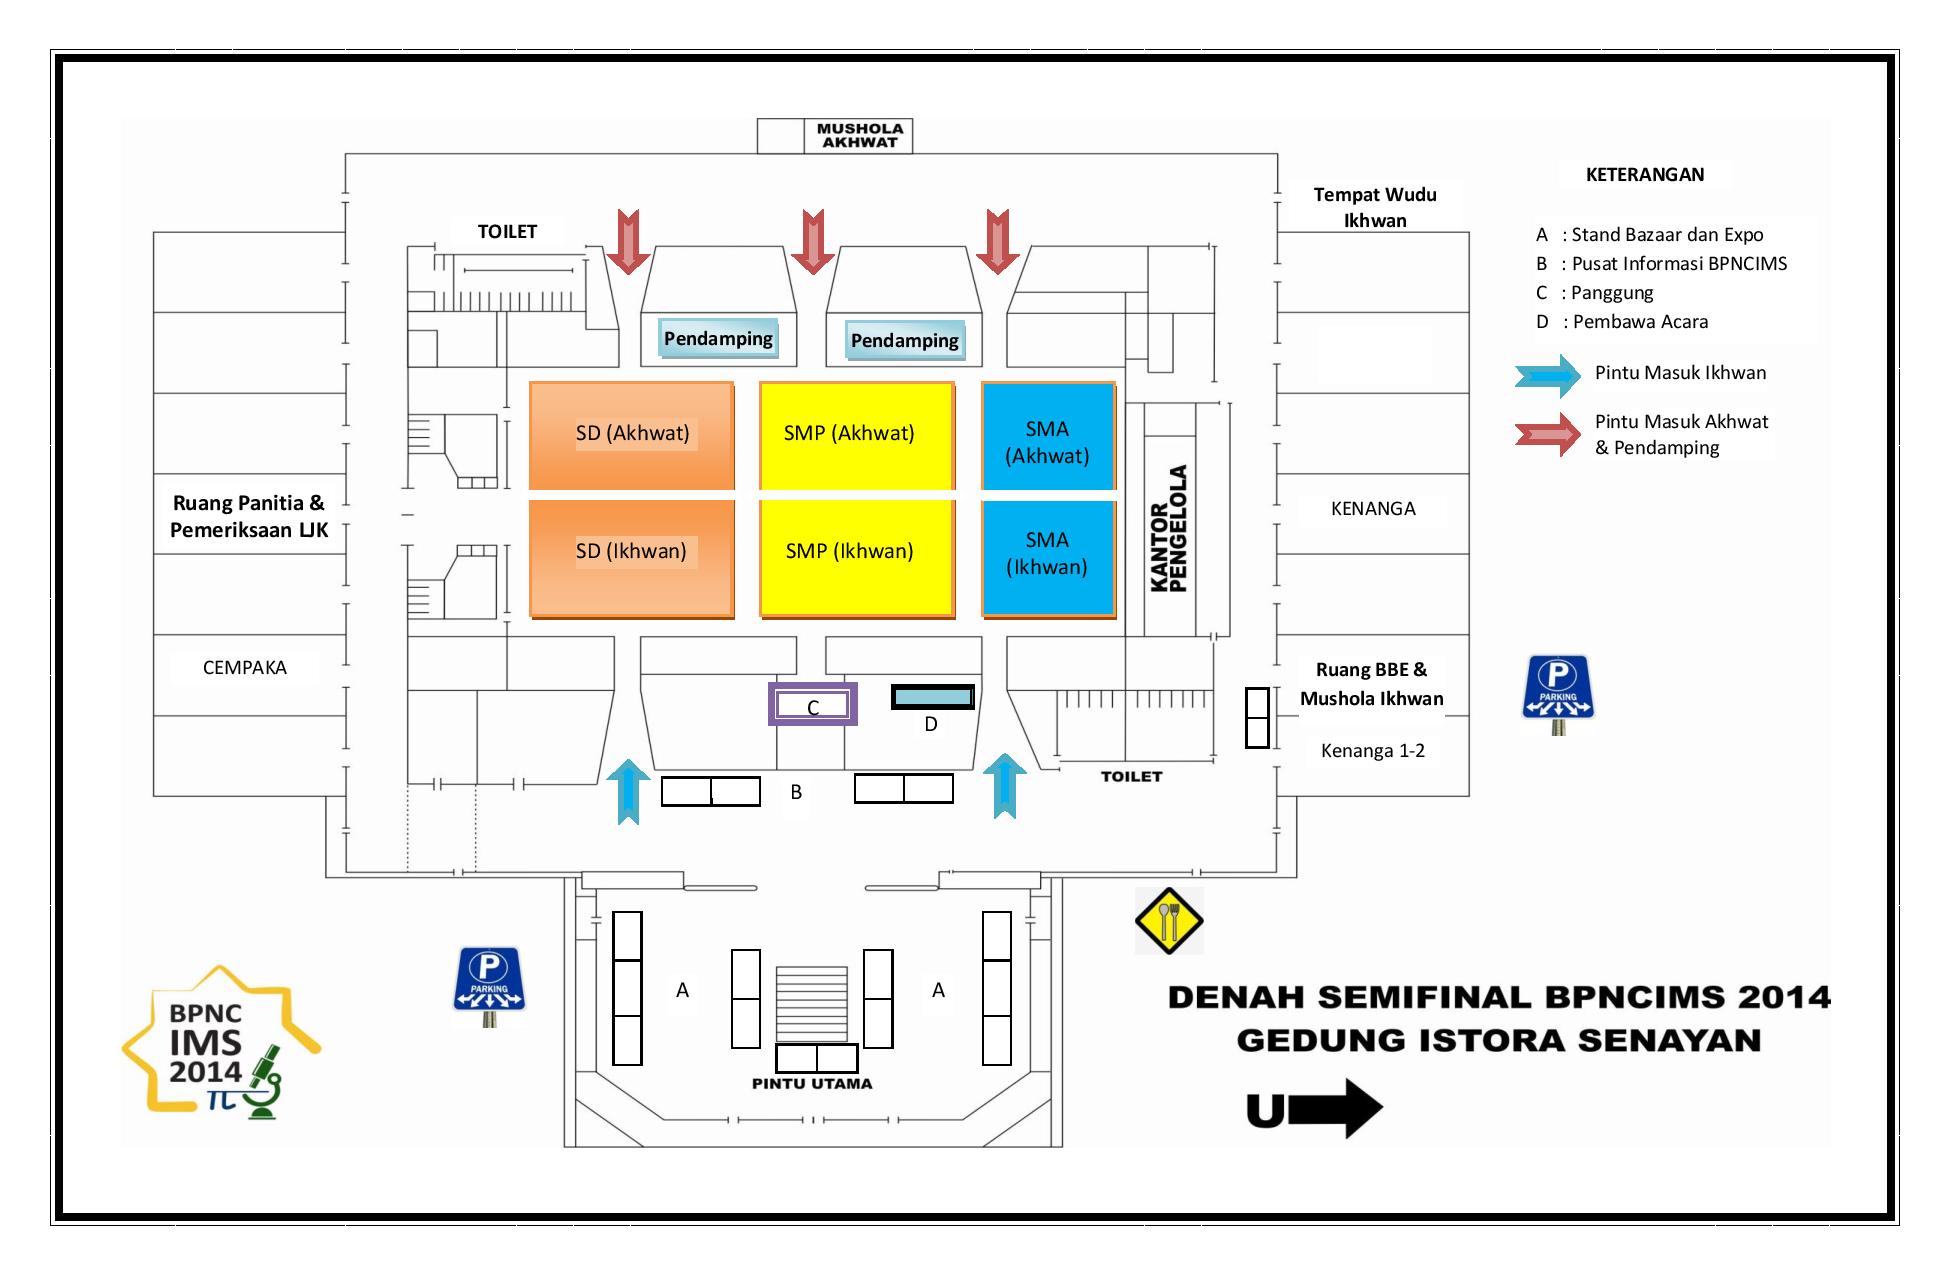 MUSHOLA
AKHWAT
KETERANGAN
Tempat Wudu
Ikhwan
TOILET
A : Stand Bazaar dan Expo
B : Pusat Informasi BPNCIMS
C : Panggung
D : Pembawa Acara
Pendamping
Pendamping
Pintu Masuk Ikhwan
Pintu Masuk Akhwat
& Pendamping
SD (Akhwat)
SMP (Akhwat)
SMA
(Akhwat)
Ruang Panitia &
Pemeriksaan LJK
KANTOR
PENGELOLA
KENANGA
SD (Ikhwan)
SMP (Ikhwan)
SMA
(Ikhwan)
CEMPAKA
Ruang BBE &
Mushola Ikhwan
P
PARKING
C
D
Kenanga 1-2
TOILET
B
A
A
P
PARKING
PINTU UTAMA
BPNC
IMS
2014
π
DENAH SEMIFINAL BPNCIMS 2014
GEDUNG ISTORA SENAYAN
U